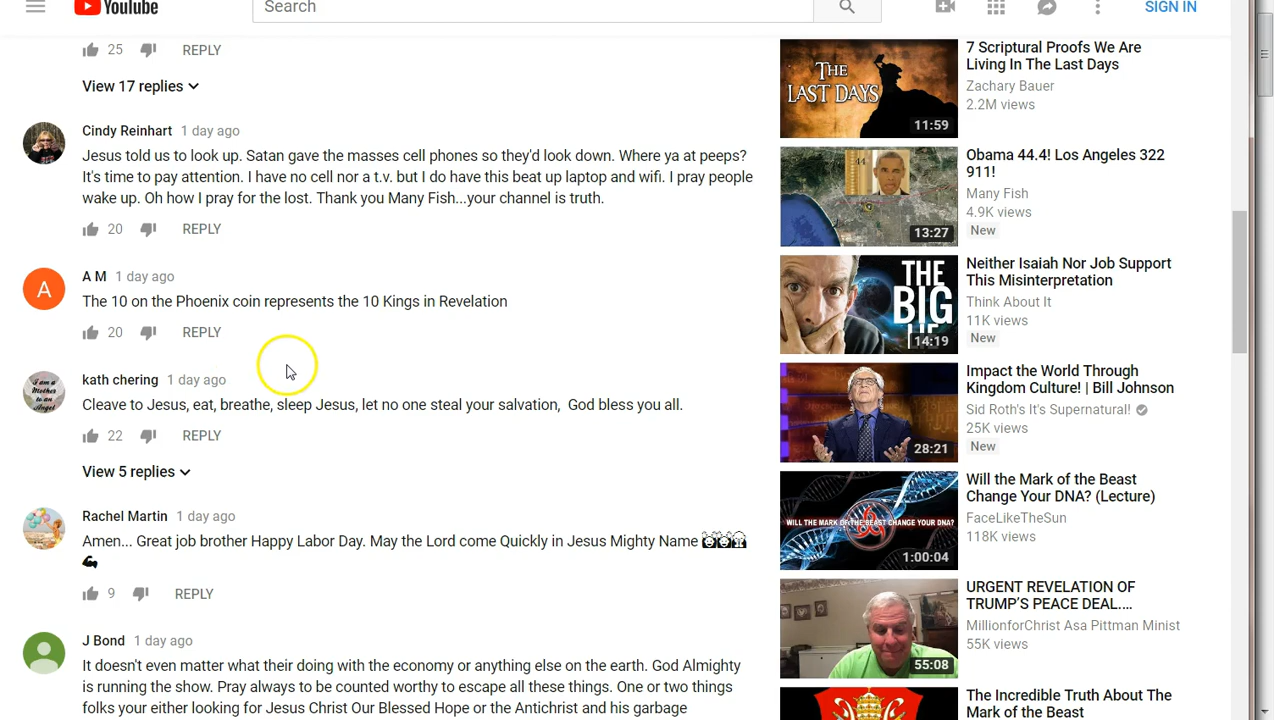 YouTube
Search
SIGN IN
25
REPLY
View 17 replies
Cindy Reinhart 1 day ago
Jesus told us to look up. Satan gave the masses cell phones so they'd look down. Where ya at peeps?
It's time to pay attention. I have no cell nor a t.v. but I do have this beat up laptop and wifi. I pray people
wake up. Oh how I pray for the lost. Thank you Many Fish...your channel is truth.
20
REPLY
A
A M 1 day ago
The 10 on the Phoenix coin represents the 10 Kings in Revelation
20
REPLY
I am a
Mother
to an
Angel
kath chering 1 day ago
Cleave to Jesus, eat, breathe, sleep Jesus, let no one steal your salvation, God bless you all.
22
REPLY
View 5 replies
Rachel Martin 1 day ago
Amen... Great job brother Happy Labor Day. May the Lord come Quickly in Jesus Mighty Name
9
REPLY
J Bond 1 day ago
It doesn't even matter what their doing with the economy or anything else on the earth. God Almighty
is running the show. Pray always to be counted worthy to escape all these things. One or two things
folks your either looking for Jesus Christ Our Blessed Hope or the Antichrist and his garbage
THE
LAST DAYS
11:59
7 Scriptural Proofs We Are
Living In The Last Days
Zachary Bauer
2.2M views
44
13:27
Obama 44.4! Los Angeles 322
911!
Many Fish
4.9K views
New
THE
BIG
LIE
14:19
Neither Isaiah Nor Job Support
This Misinterpretation
Think About It
11K views
New
28:21
Impact the World Through
Kingdom Culture! | Bill Johnson
Sid Roth's It's Supernatural!
25K views
New
WILL THE MARK OF THE BEAST CHANGE YOUR DNA?
1:00:04
Will the Mark of the Beast
Change Your DNA? (Lecture)
FaceLikeTheSun
118K views
55:08
URGENT REVELATION OF
TRUMP'S PEACE DEAL....
MillionforChrist Asa Pittman Minist
55K views
The Incredible Truth About The
Mark of the Beast